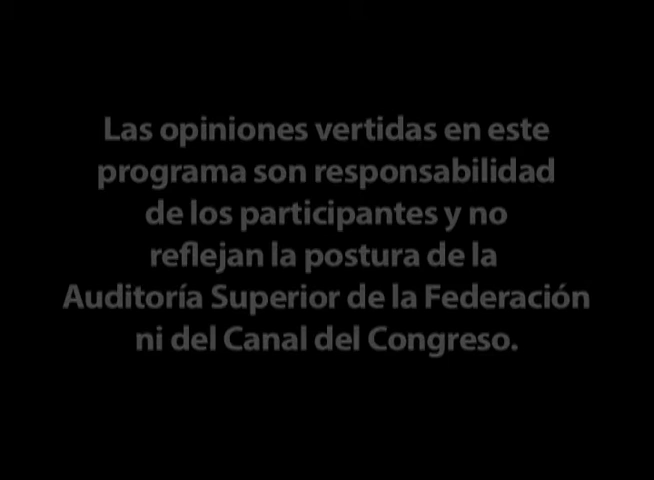 Las opiniones vertidas en este
programa son responsabilidad
de los participantes y no
reflejan la postura de la
Auditoría Superior de la Federación
ni del Canal del Congreso.